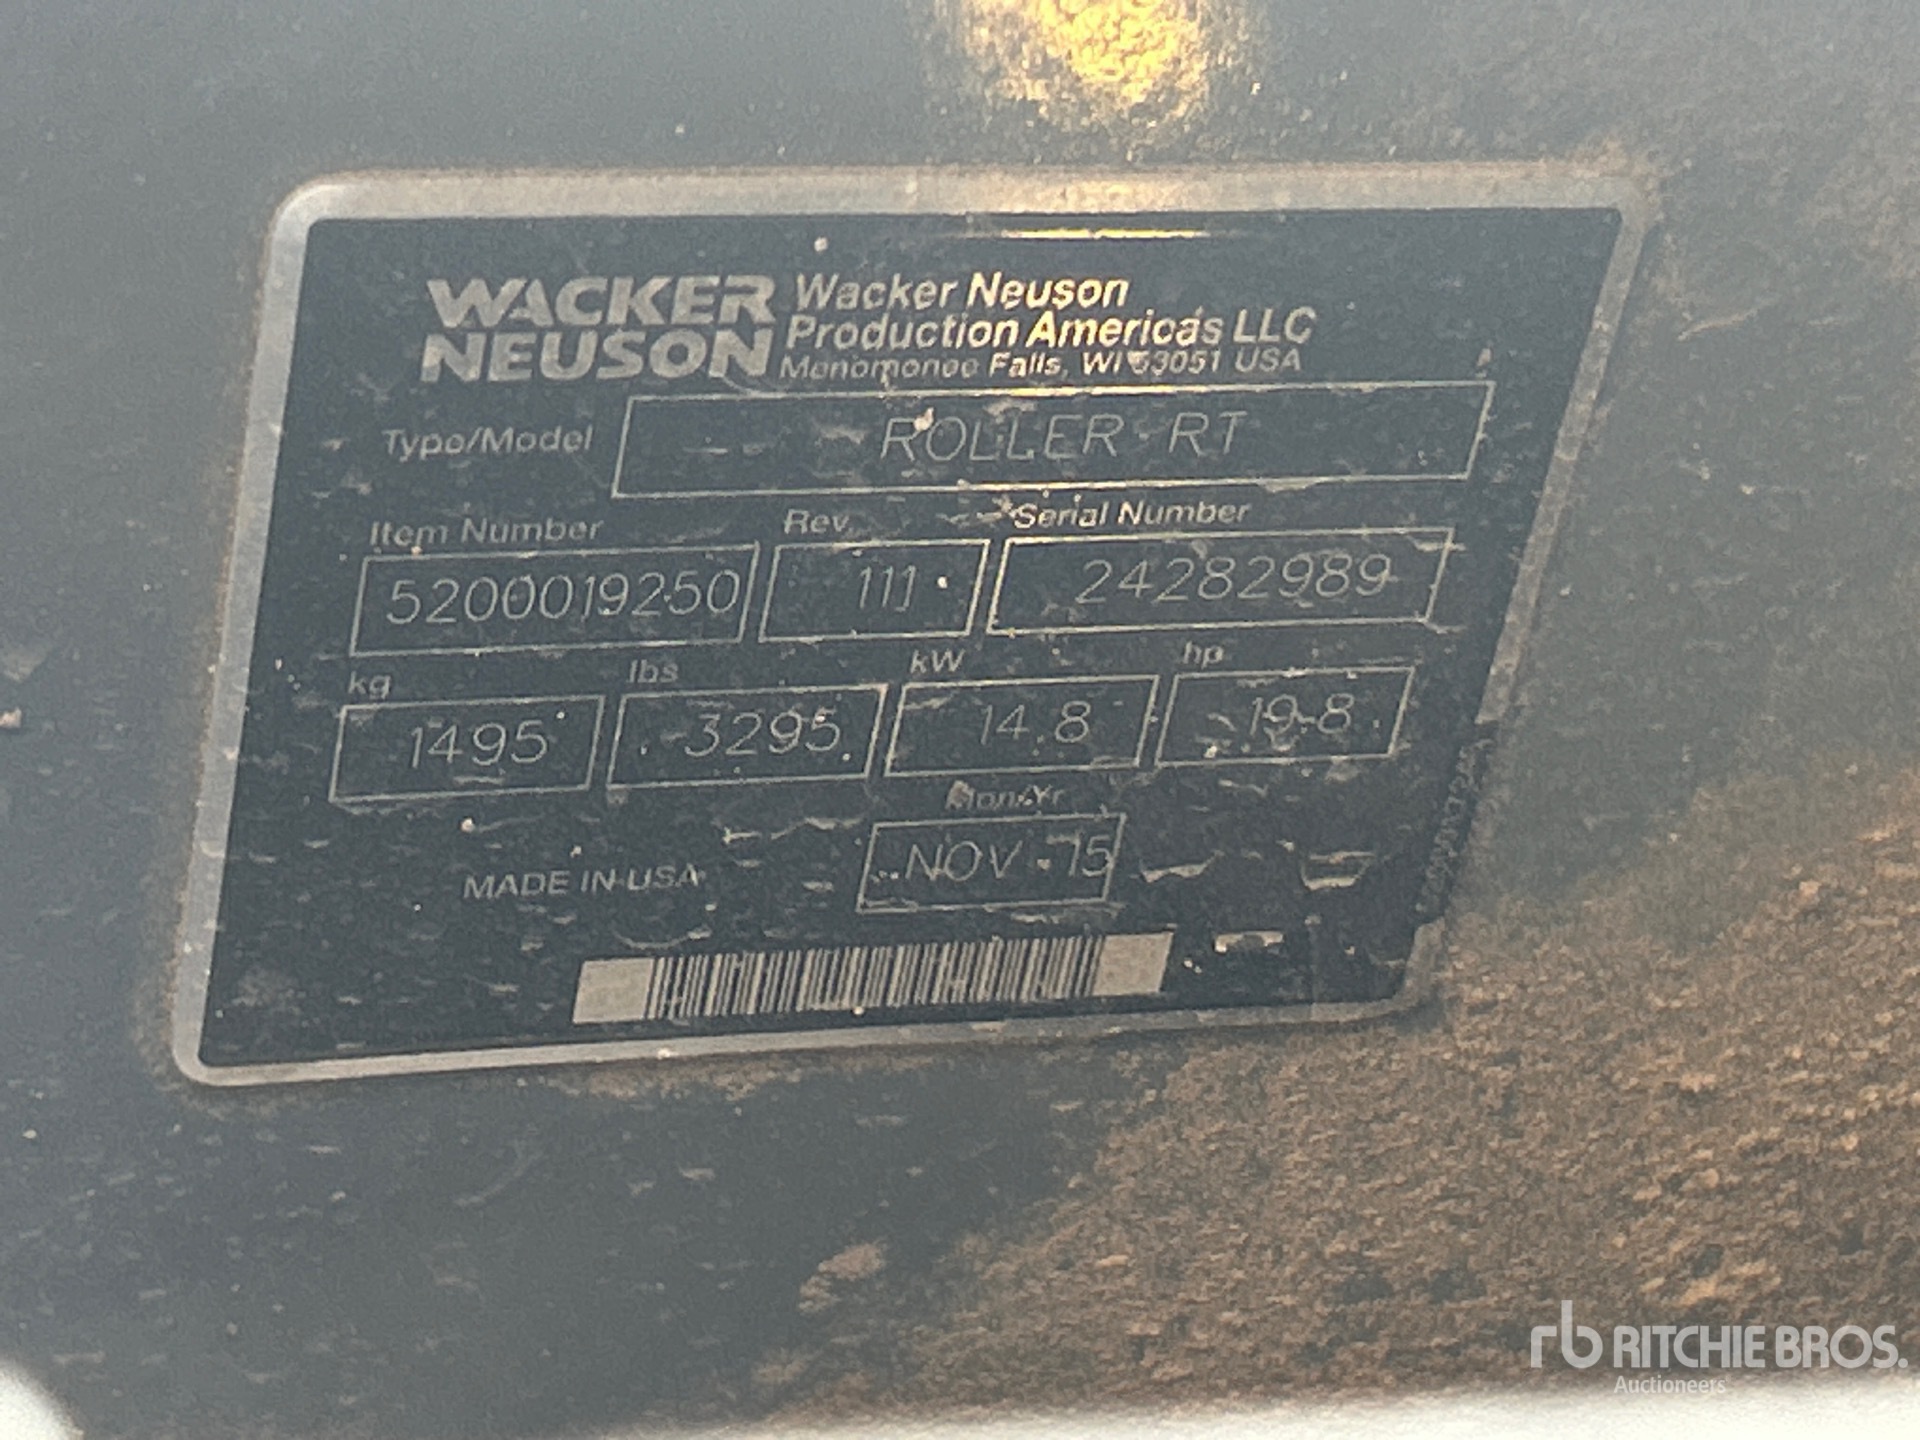 WACKER NEUSON
Wacker Neuson
Production Americas LLC
Menomonee Falls, WI 53051 USA
Type/Model ROLLER RT
Item Number Rev. Serial Number
5200019250 111 24282989
kg lbs kW hp
1495 3295 14.8 19.8
Mon/Yr
MADE IN USA NOV 15
rb RITCHIE BROS.
Auctioneers